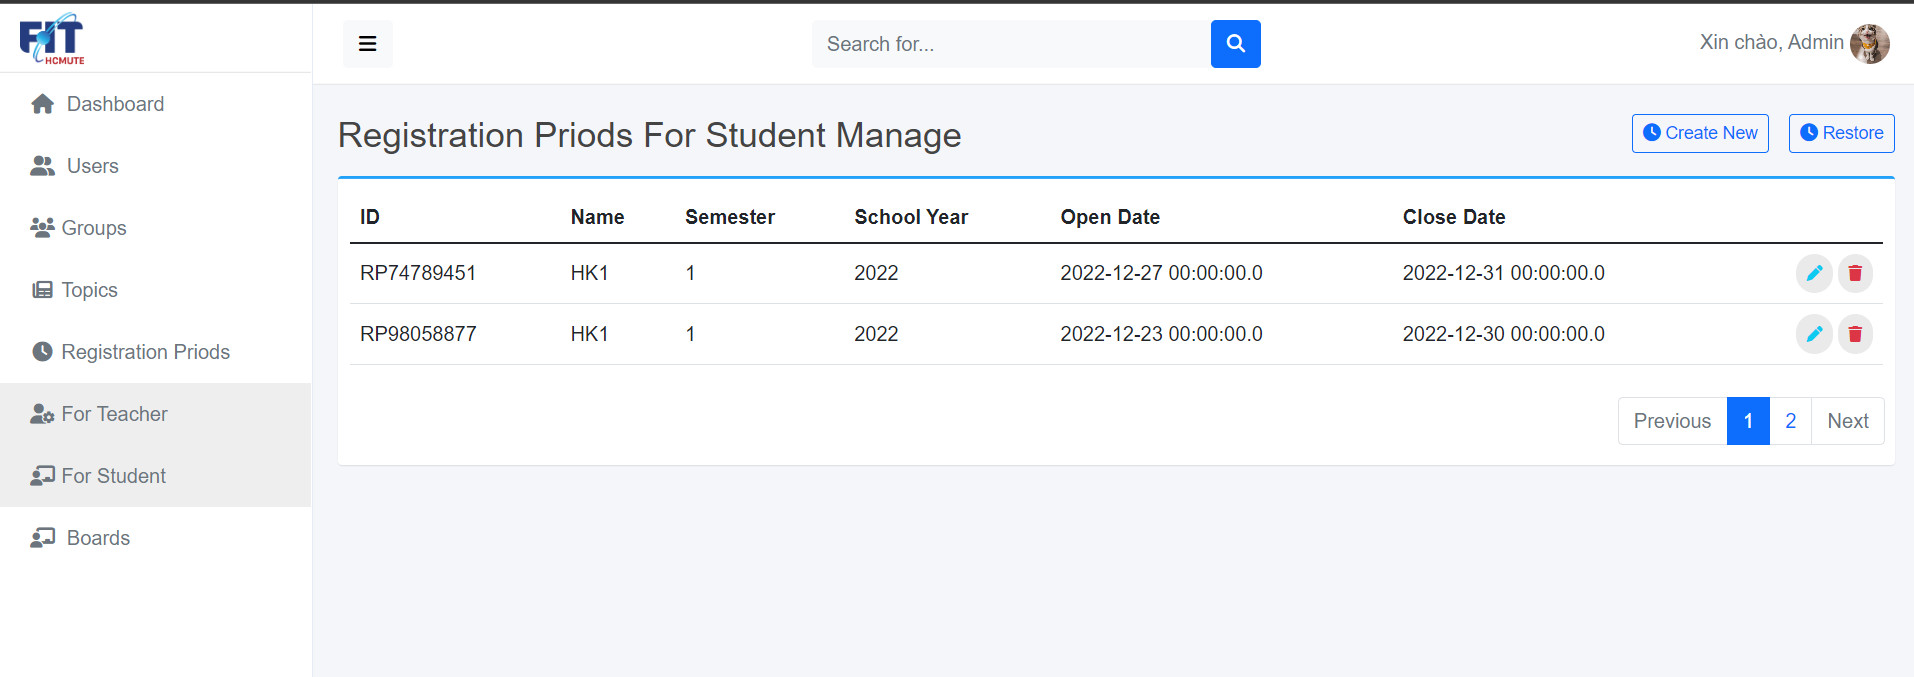 FIT
HCMUTE
Search for...
Xin chào, Admin
Dashboard
Users
Groups
Topics
Registration Priods
For Teacher
For Student
Boards
Registration Priods For Student Manage
Create New
Restore
ID Name Semester School Year Open Date Close Date
RP74789451 HK1 1 2022 2022-12-27 00:00:00.0 2022-12-31 00:00:00.0
RP98058877 HK1 1 2022 2022-12-23 00:00:00.0 2022-12-30 00:00:00.0
Previous 1 2 Next